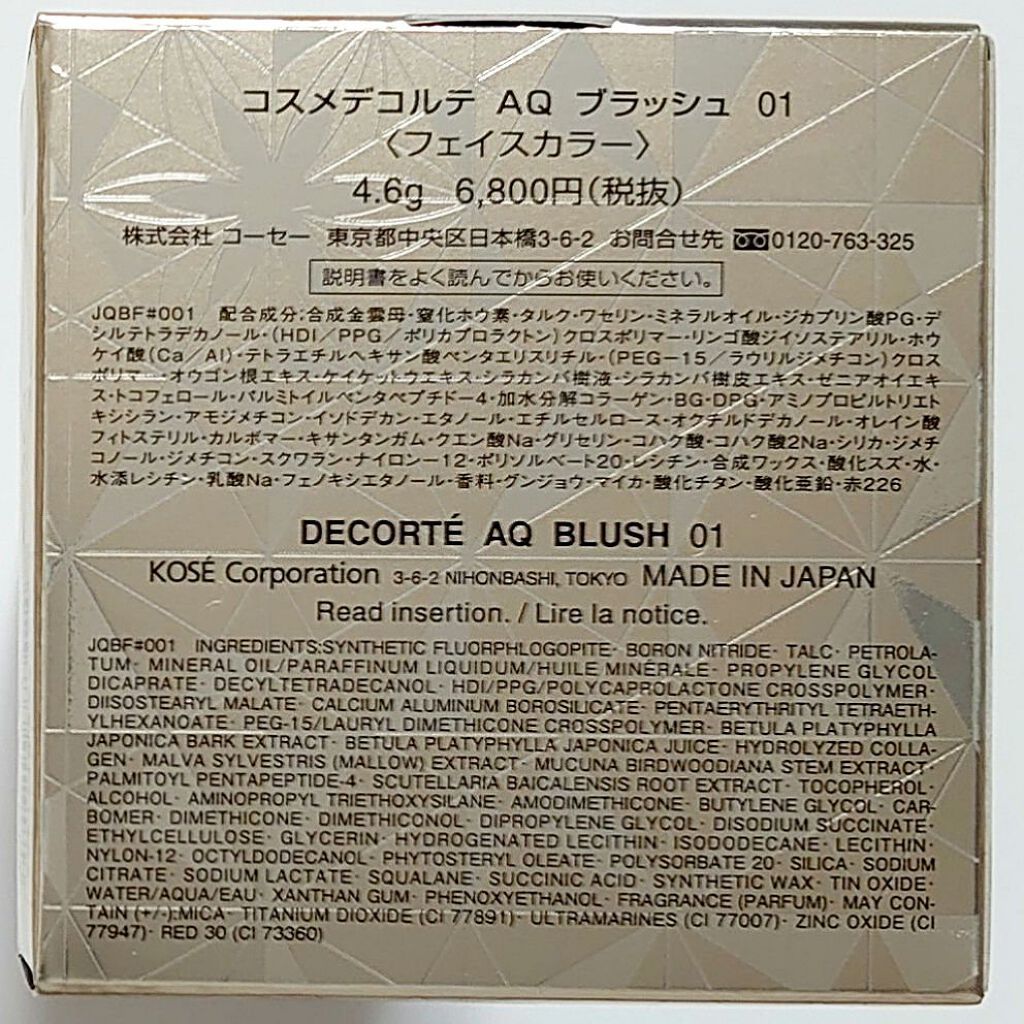 コスメデコルテ AQ ブラッシュ 01
〈フェイスカラー〉
4.6g 6,800円(税抜)
株式会社 コーセー 東京都中央区日本橋3-6-2 お問合せ先 0120-763-325
説明書をよく読んでからお使いください。
JQBF#001 配合成分:合成金雲母・窒化ホウ素・タルク・ワセリン・ミネラルオイル・ジカプリン酸PG・デ
シルテトラデカノール・(HDI/PPG/ポリカプロラクトン)クロスポリマー・リンゴ酸ジイソステアリル・ホウ
ケイ酸(Ca/Al)・テトラエチルヘキサン酸ペンタエリスリチル・(PEG-15/ラウリルジメチコン)クロス
ポリマー・オウゴン根エキス・ケイケットウエキス・シラカンバ樹液・シラカンバ樹皮エキス・ゼニアオイエキ
ス・トコフェロール・パルミトイルペンタペプチド-4・加水分解コラーゲン・BG・DPG・アミノプロピルトリエト
キシシラン・アモジメチコン・イソドデカン・エタノール・エチルセルロース・オクチルドデカノール・オレイン酸
フィトステリル・カルボマー・キサンタンガム・クエン酸Na・グリセリン・コハク酸・コハク酸2Na・シリカ・ジメチ
コノール・ジメチコン・スクワラン・ナイロン-12・ポリソルベート20・レシチン・合成ワックス・酸化スズ・水・
水添レシチン・乳酸Na・フェノキシエタノール・香料・グンジョウ・マイカ・酸化チタン・酸化亜鉛・赤226
DECORTÉ AQ BLUSH 01
KOSÉ Corporation 3-6-2 NIHONBASHI, TOKYO MADE IN JAPAN
Read insertion. / Lire la notice.
JQBF#001 INGREDIENTS:SYNTHETIC FLUORPHLOGOPITE· BORON NITRIDE· TALC· PETROLA-
TUM· MINERAL OIL/PARAFFINUM LIQUIDUM/HUILE MINÉRALE· PROPYLENE GLYCOL
DICAPRATE· DECYLTETRADECANOL· HDI/PPG/POLYCAPROLACTONE CROSSPOLYMER·
DIISOSTEARYL MALATE· CALCIUM ALUMINUM BOROSILICATE· PENTAERYTHRITYL TETRAETH-
YLHEXANOATE· PEG-15/LAURYL DIMETHICONE CROSSPOLYMER· BETULA PLATYPHYLLA
JAPONICA BARK EXTRACT· BETULA PLATYPHYLLA JAPONICA JUICE· HYDROLYZED COLLA-
GEN· MALVA SYLVESTRIS (MALLOW) EXTRACT· MUCUNA BIRDWOODIANA STEM EXTRACT·
PALMITOYL PENTAPEPTIDE-4· SCUTELLARIA BAICALENSIS ROOT EXTRACT· TOCOPHEROL·
ALCOHOL· AMINOPROPYL TRIETHOXYSILANE· AMODIMETHICONE· BUTYLENE GLYCOL· CAR-
BOMER· DIMETHICONE· DIMETHICONOL· DIPROPYLENE GLYCOL· DISODIUM SUCCINATE·
ETHYLCELLULOSE· GLYCERIN· HYDROGENATED LECITHIN· ISODODECANE· LECITHIN·
NYLON-12· OCTYLDODECANOL· PHYTOSTERYL OLEATE· POLYSORBATE 20· SILICA· SODIUM
CITRATE· SODIUM LACTATE· SQUALANE· SUCCINIC ACID· SYNTHETIC WAX· TIN OXIDE·
WATER/AQUA/EAU· XANTHAN GUM· PHENOXYETHANOL· FRAGRANCE (PARFUM)· MAY CON-
TAIN (+/-):MICA· TITANIUM DIOXIDE (CI 77891)· ULTRAMARINES (CI 77007)· ZINC OXIDE (CI
77947)· RED 30 (CI 73360)